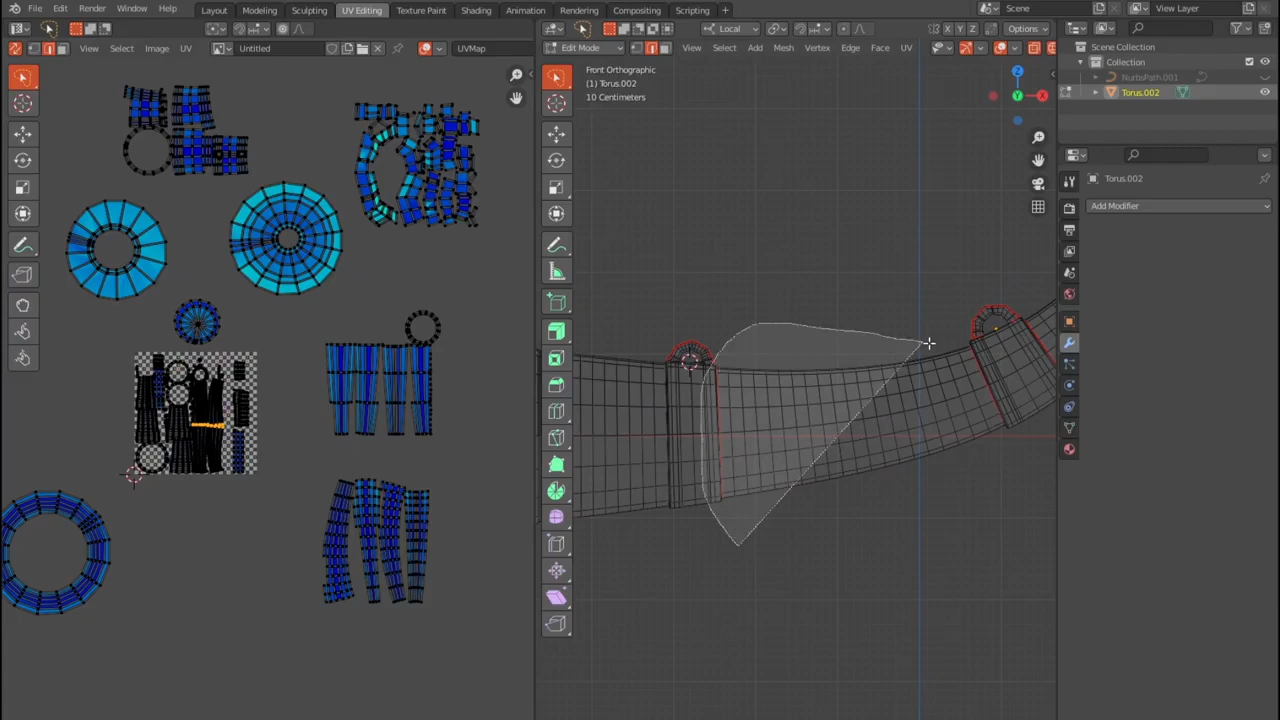 File Edit Render Window Help Layout Modeling Sculpting UV Editing Texture Paint Shading Animation Rendering Compositing Scripting + Scene View Layer
Local Options
View Select Image UV Untitled UVMap Edit Mode View Select Add Mesh Vertex Edge Face UV
Scene Collection
Collection
NurbsPath.001
Torus.002
Front Orthographic
(1) Torus.002
10 Centimeters
Z
X
Y
Torus.002
Add Modifier